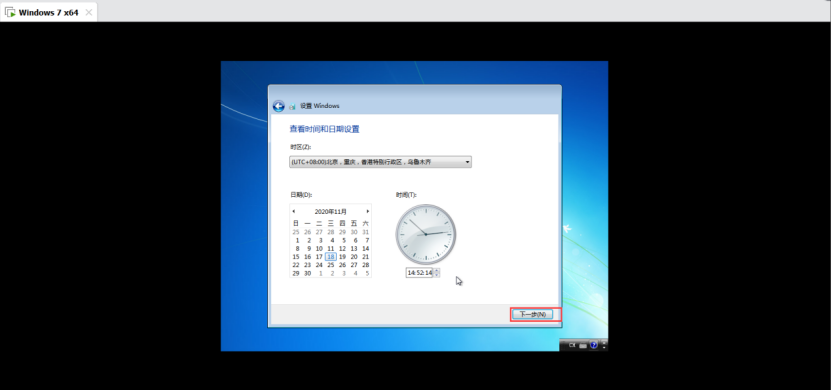 Windows 7 x64
设置 Windows
查看时间和日期设置
时区(Z):
(UTC+08:00)北京，重庆，香港特别行政区，乌鲁木齐
日期(D):
时间(T):
2020年11月
日 一 二 三 四 五 六
25 26 27 28 29 30 31
1 2 3 4 5 6 7
8 9 10 11 12 13 14
15 16 17 18 19 20 21
22 23 24 25 26 27 28
29 30 1 2 3 4 5
14:52:14
下一步(N)